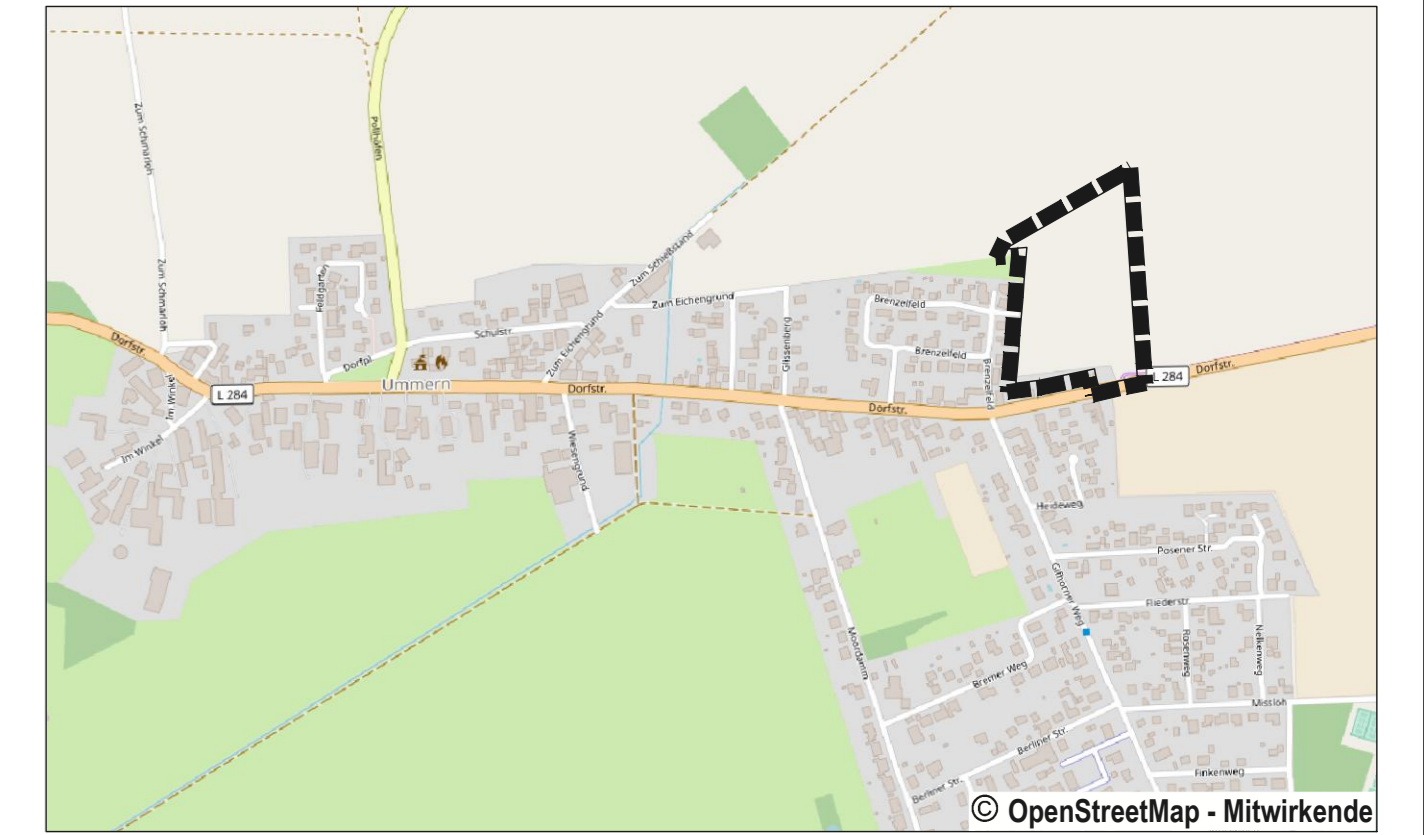 Zum Schmarloh
Pollhöfen
Zum Schmarloh
Feldgarten
Zum Schießstand
Zum Eichengrund
Brenzelfeld
Schulstr.
Zum Eichengrund
Glissenberg
Brenzelfeld
Brenzelfeld
Dorfstr.
Dorfpl
Im Winkel
L 284
Ummern
Dorfstr.
Dorfstr.
L 284
Dorfstr.
Im Winkel
Wiesengrund
Heideweg
Posener Str.
Gifhorner Weg
Fliederstr.
Moordamm
Rosenweg
Nelkenweg
Bremer Weg
Missloh
Berliner Str.
Berliner Str.
Finkenweg
© OpenStreetMap - Mitwirkende